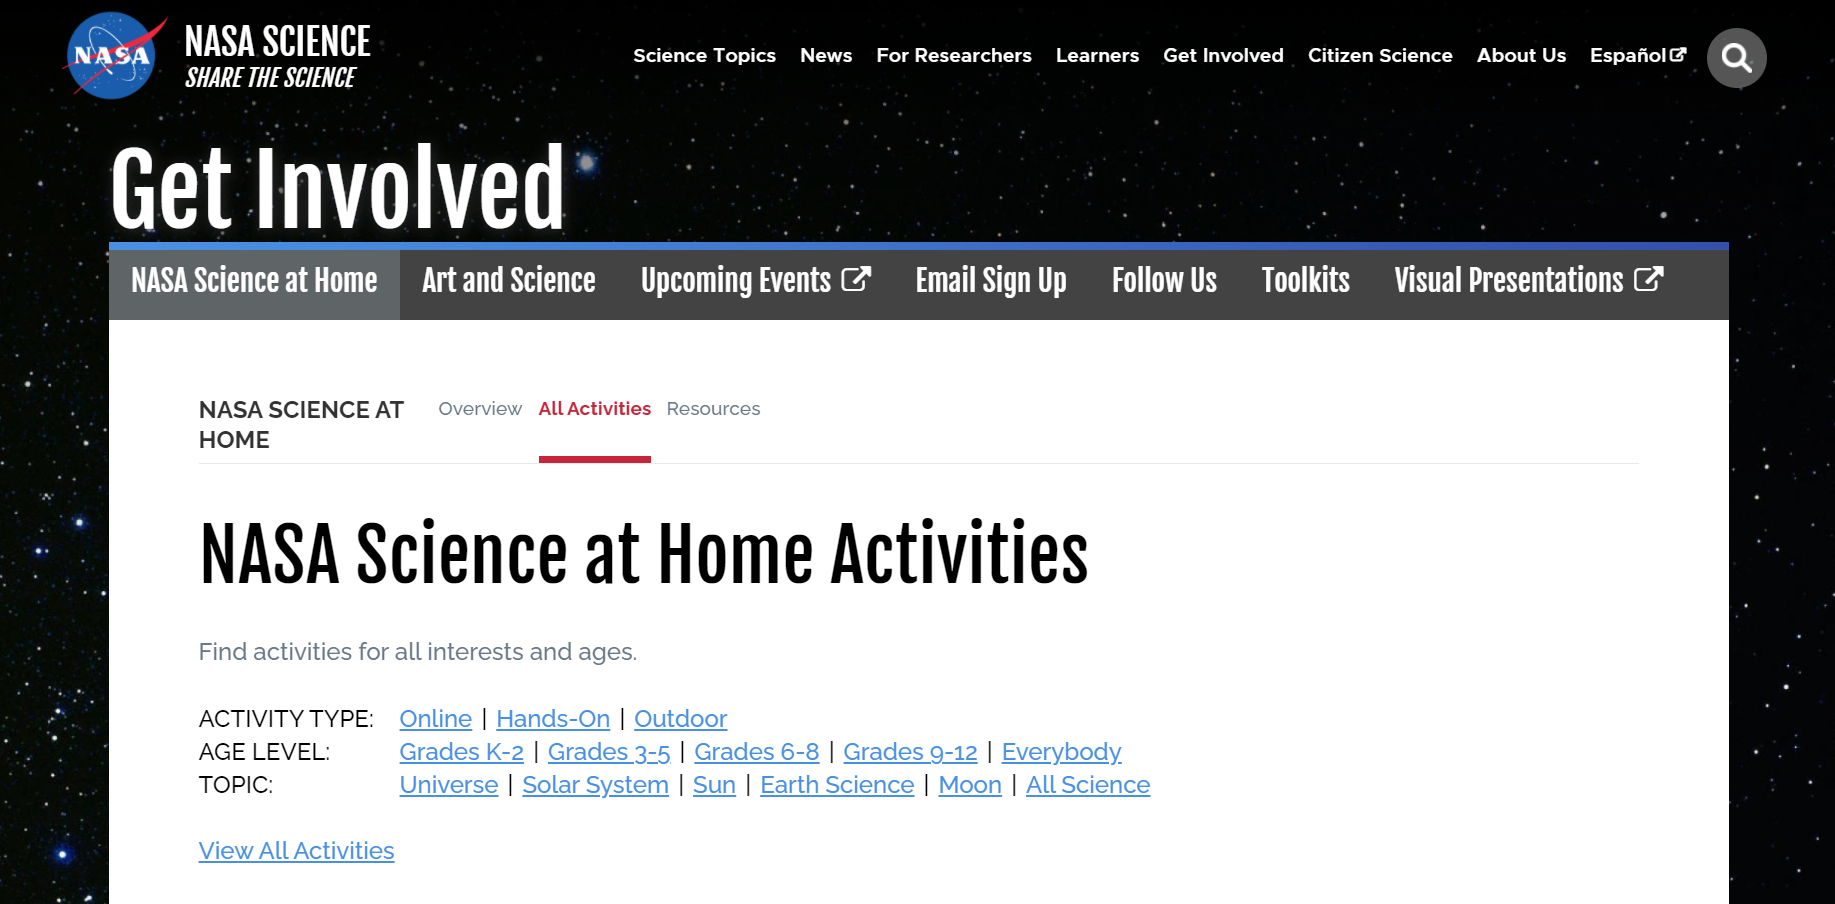 NASA
NASA SCIENCE
SHARE THE SCIENCE
Science Topics News For Researchers Learners Get Involved Citizen Science About Us Español
Get Involved
NASA Science at Home Art and Science Upcoming Events Email Sign Up Follow Us Toolkits Visual Presentations
NASA SCIENCE AT
HOME
Overview All Activities Resources
NASA Science at Home Activities
Find activities for all interests and ages.
ACTIVITY TYPE: Online | Hands-On | Outdoor
AGE LEVEL: Grades K-2 | Grades 3-5 | Grades 6-8 | Grades 9-12 | Everybody
TOPIC: Universe | Solar System | Sun | Earth Science | Moon | All Science
View All Activities